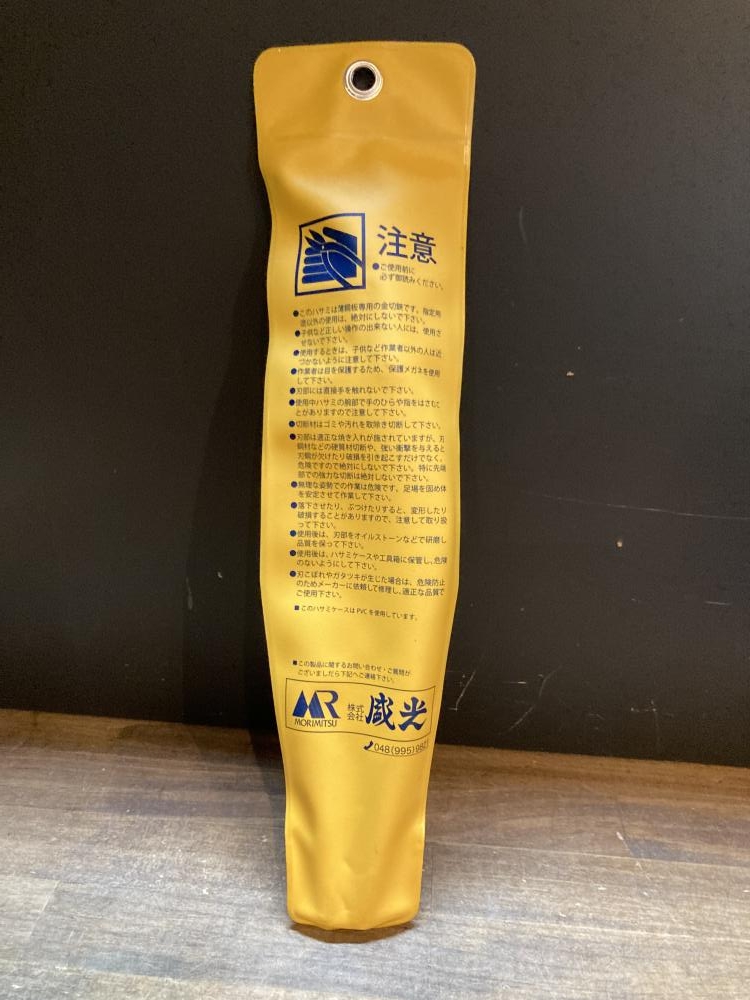 注意
●ご使用前に
必ず御読みください。
●このハサミは薄鋼板専用の金切鋏です。指定用
途以外の使用は、絶対にしないで下さい。
●子供など正しい操作の出来ない人には、使用さ
せないで下さい。
●使用するときは、子供など作業者以外の人は近
づかないように注意して下さい。
●作業者は目を保護するため、保護メガネを使用
して下さい。
●刃部には直接手を触れないで下さい。
●使用中ハサミの腕部で手のひらや指をはさむこ
とがありますので注意して下さい。
●切断材はゴミや汚れを取除き切断して下さい。
●刃部は適正な焼き入れが施されていますが、刃
鋼材などの硬質材切断や、強い衝撃を与えると
刃鋼が欠けたり破損を引き起こすだけでなく、
危険ですので絶対にしないで下さい。特に先端
部での強力な切断は絶対しないで下さい。
●無理な姿勢での作業は危険です。足場を固め体
を安定させて作業して下さい。
●落下させたり、ぶつけたりすると、変形したり
破損することがありますので、注意して取り扱
って下さい。
●使用後は、刃部をオイルストーンなどで研磨し
品質を保って下さい。
●使用後は、ハサミケースや工具箱に保管し、危険
のないようにして下さい。
●刃こぼれやガタツキが生じた場合は、危険防止
のためメーカーに依頼して修理し、適正な品質で
ご使用下さい。
■このハサミケースはPVCを使用しています。
■この製品に関するお問い合わせ・ご質問が
ございましたら下記へご連絡下さい。
MR
MORIMITSU
株式
会社
盛光
048(995)